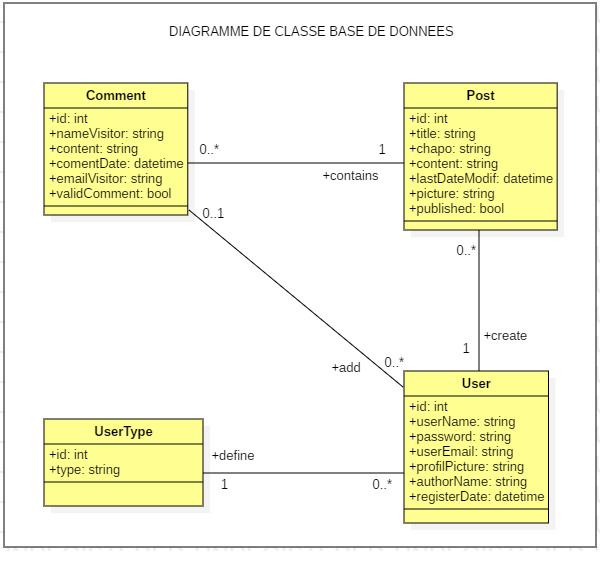 DIAGRAMME DE CLASSE BASE DE DONNEES
Comment
+id: int
+nameVisitor: string
+content: string
+comentDate: datetime
+emailVisitor: string
+validComment: bool
0..*
1
+contains
Post
+id: int
+title: string
+chapo: string
+content: string
+lastDateModif: datetime
+picture: string
+published: bool
0..1
0..*
+create
1
+add
0..*
User
+id: int
+userName: string
+password: string
+userEmail: string
+profilPicture: string
+authorName: string
+registerDate: datetime
UserType
+id: int
+type: string
+define
1
0..*